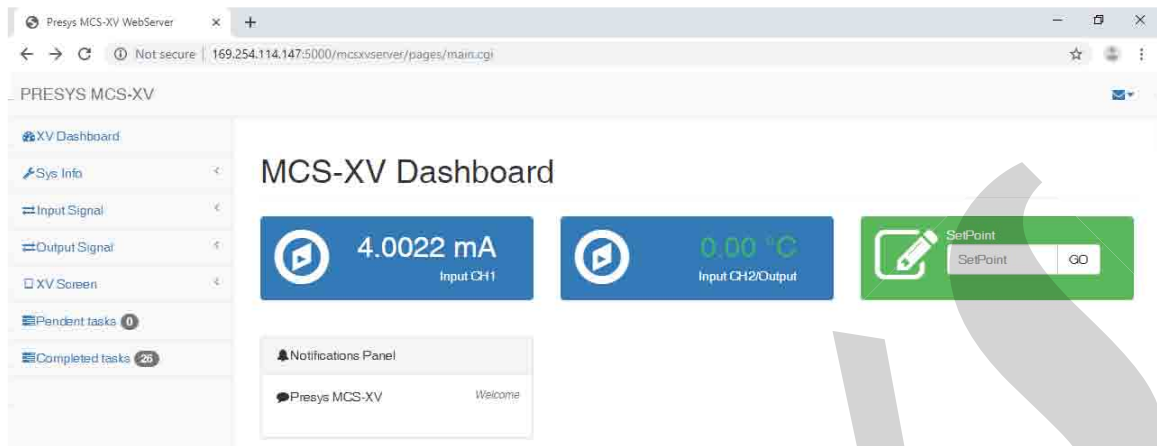 Presys MCS-XV WebServer
Not secure | 169.254.114.147:5000/mcsxvserver/pages/main.cgi
PRESYS MCS-XV
XV Dashboard
Sys Info
Input Signal
Output Signal
XV Screen
Pendent tasks 0
Completed tasks 26
MCS-XV Dashboard
4.0022 mA
Input CH1
0.00 °C
Input CH2/Output
SetPoint
SetPoint GO
Notifications Panel
Presys MCS-XV Welcome